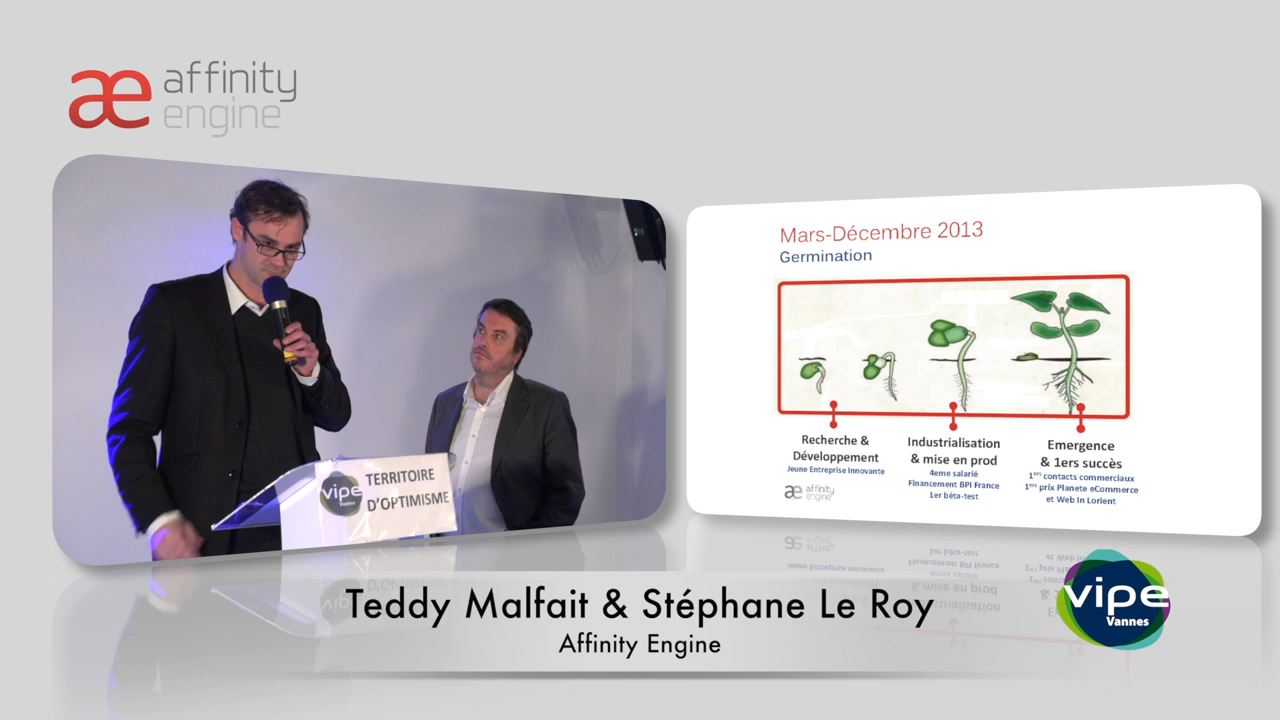 æ affinity
engine
vipe
Vannes
TERRITOIRE
D'OPTIMISME
Mars-Décembre 2013
Germination
Recherche &
Développement
Jeune Entreprise Innovante
Industrialisation
& mise en prod
4eme salarié
Financement BPI France
1er béta-test
Emergence
& 1ers succès
1ers contacts commerciaux
1er prix Planete eCommerce
et Web In Lorient
æ affinity
engine
Teddy Malfait & Stéphane Le Roy
Affinity Engine
vipe
Vannes